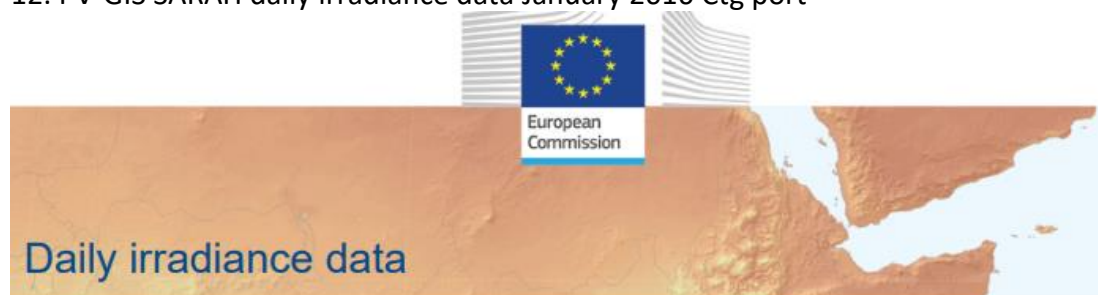 12. PV-GIS SARAH daily irradiance data January 2016 Ctg port
European
Commission
Daily irradiance data